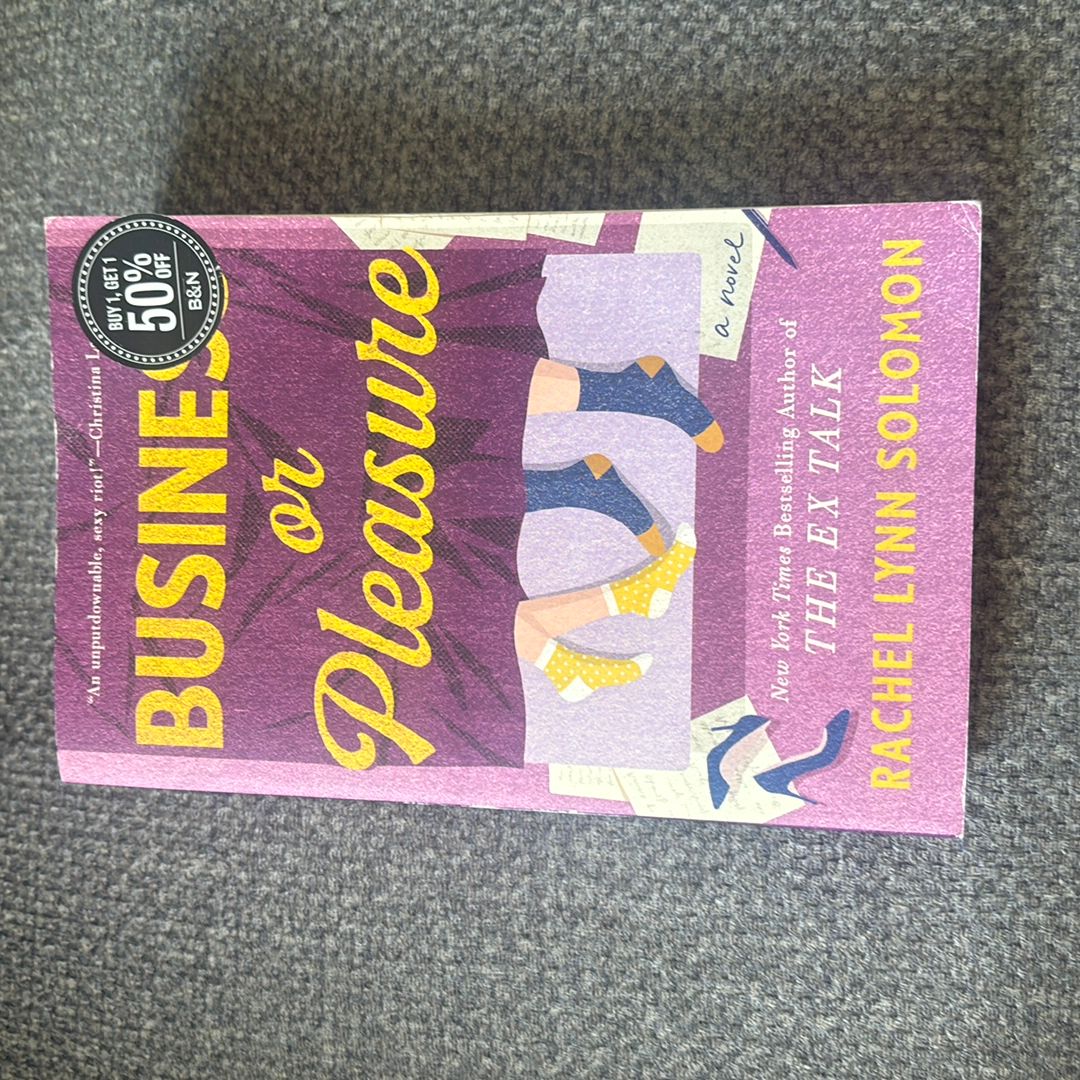 "An unputdownable, sexy riot!"—Christina L
BUY 1, GET 1
50%
OFF
B&N
BUSINES
or
Pleasure
a novel
New York Times Bestselling Author of
THE EX TALK
RACHEL LYNN SOLOMON